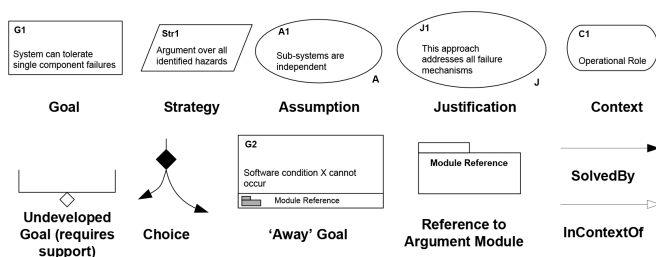 G1
System can tolerate
single component failures
Goal
Str1
Argument over all
identified hazards
Strategy
A1
Sub-systems are
independent
A
Assumption
J1
This approach
addresses all failure
mechanisms
J
Justification
C1
Operational Role
Context
Undeveloped
Goal (requires
support)
Choice
G2
Software condition X cannot
occur
Module Reference
‘Away’ Goal
Module Reference
Reference to
Argument Module
SolvedBy
InContextOf